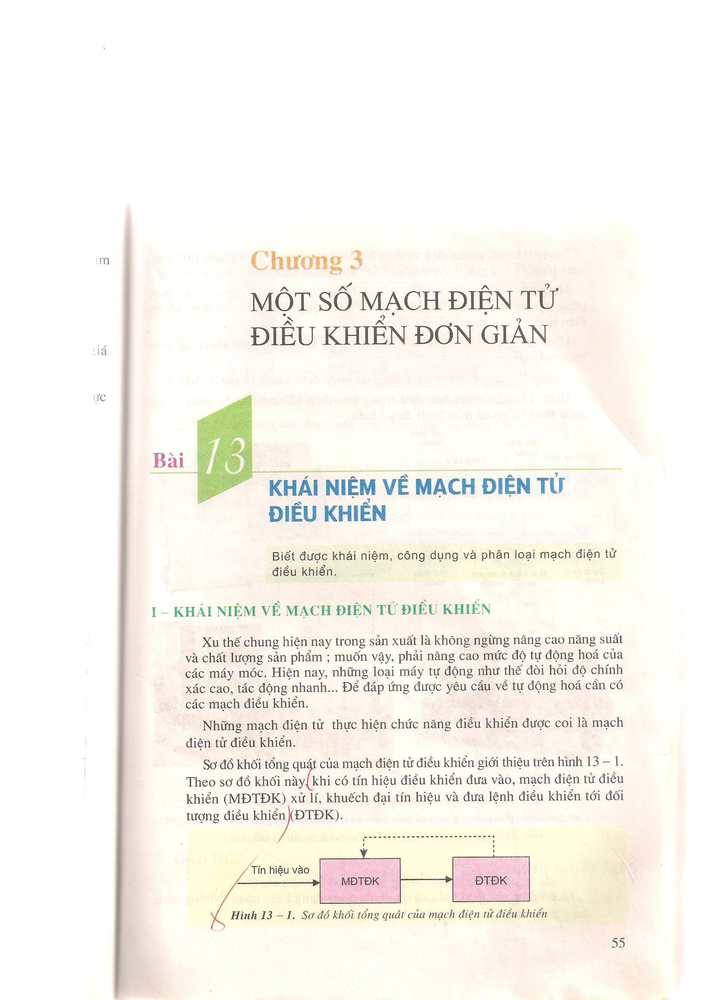 Chương 3
MỘT SỐ MẠCH ĐIỆN TỬ
ĐIỀU KHIỂN ĐƠN GIẢN
giá
Bài 13
KHÁI NIỆM VỀ MẠCH ĐIỆN TỬ
ĐIỀU KHIỂN
Biết được khái niệm, công dụng và phân loại mạch điện tử
điều khiển.
I – KHÁI NIỆM VỀ MẠCH ĐIỆN TỬ ĐIỀU KHIỂN
Xu thế chung hiện nay trong sản xuất là không ngừng nâng cao năng suất
và chất lượng sản phẩm ; muốn vậy, phải nâng cao mức độ tự động hoá của
các máy móc. Hiện nay, những loại máy tự động như thế đòi hỏi độ chính
xác cao, tác động nhanh... Để đáp ứng được yêu cầu về tự động hoá cần có
các mạch điều khiển.
Những mạch điện tử thực hiện chức năng điều khiển được coi là mạch
điện tử điều khiển.
Sơ đồ khối tổng quát của mạch điện tử điều khiển giới thiệu trên hình 13 – 1.
Theo sơ đồ khối này, khi có tín hiệu điều khiển đưa vào, mạch điện tử điều
khiển (MĐTĐK) xử lí, khuếch đại tín hiệu và đưa lệnh điều khiển tới đối
tượng điều khiển (ĐTĐK).
Tín hiệu vào
MĐTĐK
ĐTĐK
Hình 13 – 1. Sơ đồ khối tổng quát của mạch điện tử điều khiển
55